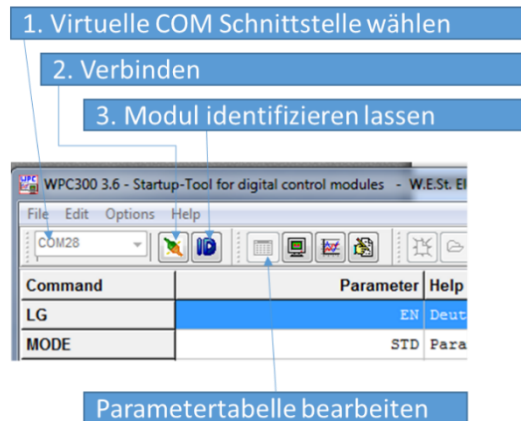 1. Virtuelle COM Schnittstelle wählen
2. Verbinden
3. Modul identifizieren lassen
WPC300 3.6 - Startup-Tool for digital control modules - W.E.St. El
File Edit Options Help
COM28
ID
Command Parameter Help
LG EN Deut
MODE STD Para
Parametertabelle bearbeiten